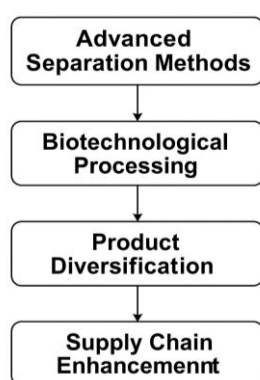 Advanced
Separation Methods
Biotechnological
Processing
Product
Diversification
Supply Chain
Enhancemennt